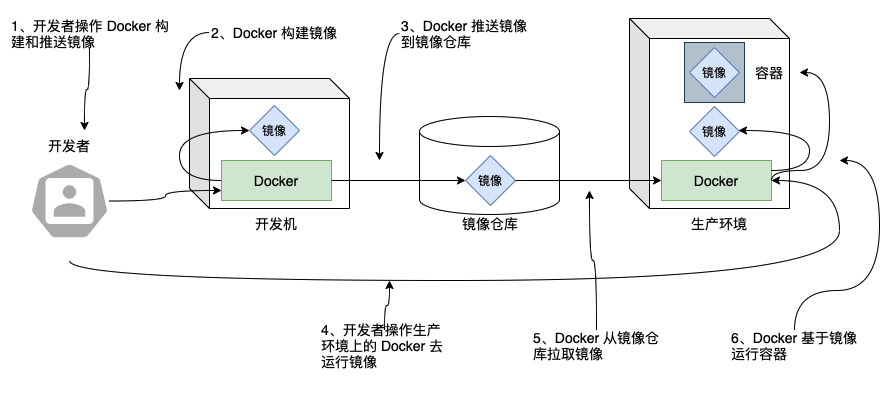 1、开发者操作 Docker 构
建和推送镜像
2、Docker 构建镜像
3、Docker 推送镜像
到镜像仓库
镜像
容器
开发者
镜像
镜像
Docker
镜像
Docker
开发机
镜像仓库
生产环境
4、开发者操作生产
环境上的 Docker 去
运行镜像
5、Docker 从镜像仓
库拉取镜像
6、Docker 基于镜像
运行容器